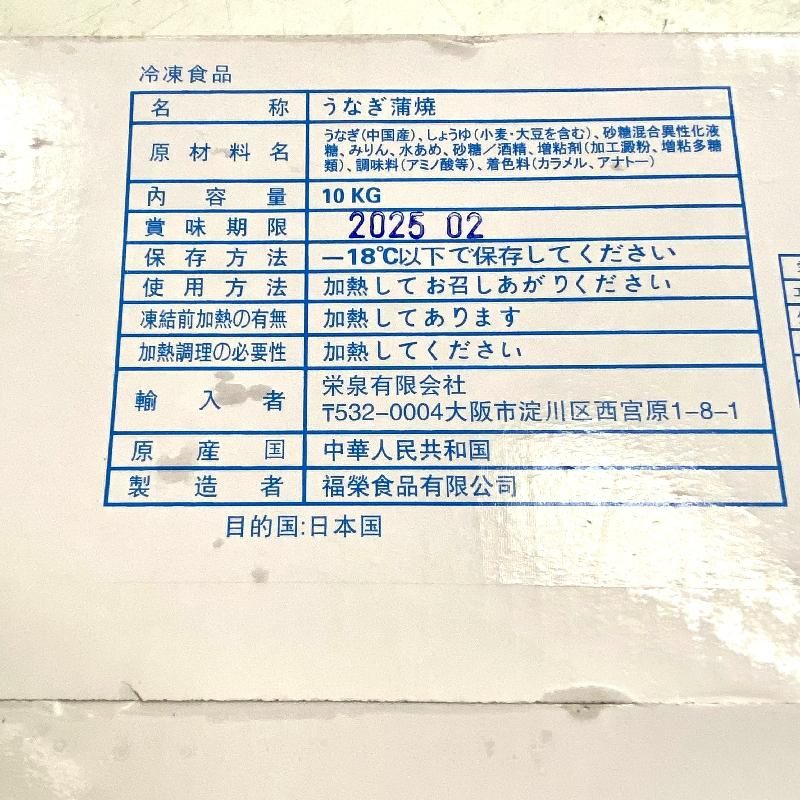 冷凍食品
名称 うなぎ蒲焼
原材料名 うなぎ(中国産)、しょうゆ(小麦・大豆を含む)、砂糖混合異性化液
糖、みりん、水あめ、砂糖/酒精、増粘剤(加工澱粉、増粘多糖
類)、調味料(アミノ酸等)、着色料(カラメル、アナトー)
内容量 10 KG
賞味期限 2025 02
保存方法 -18℃以下で保存してください
使用方法 加熱してお召しあがりください
凍結前加熱の有無 加熱してあります
加熱調理の必要性 加熱してください
輸入者 栄泉有限会社
〒532-0004大阪市淀川区西宮原1-8-1
原産国 中華人民共和国
製造者 福榮食品有限公司
目的国:日本国